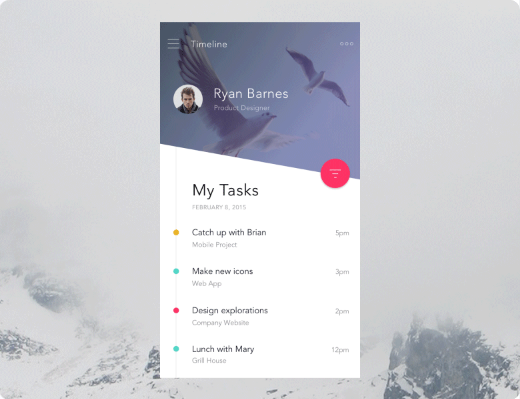 Timeline
Ryan Barnes
Product Designer
My Tasks
FEBRUARY 8, 2015
Catch up with Brian 5pm
Mobile Project
Make new icons 3pm
Web App
Design explorations 2pm
Company Website
Lunch with Mary 12pm
Grill House